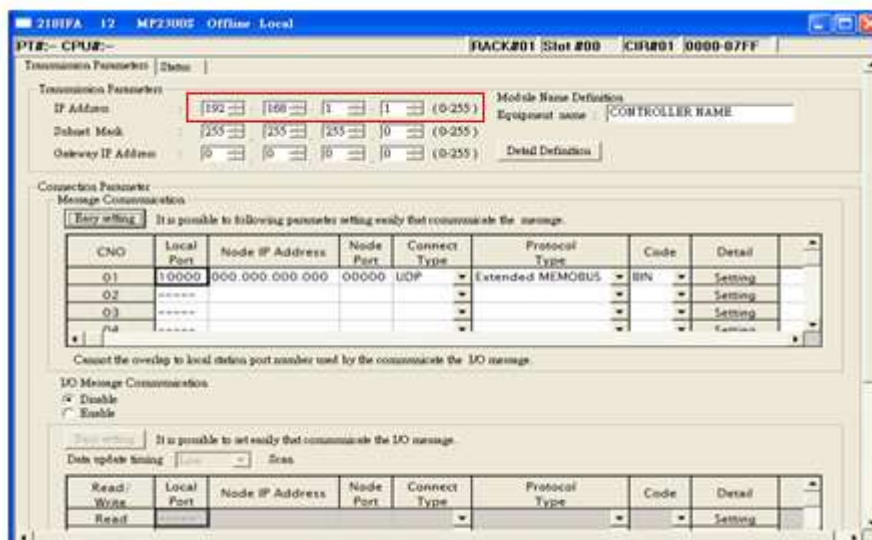 218IFA 12 MP2300S Offline Local
PT#:- CPU#:- RACK#01 Slot #00 CIR#01 0000-07FF
Transmission Parameters Status
Transmission Parameters
IP Address : 192 168 1 1 (0-255) Module Name Definition
Equipment name : CONTROLLER NAME
Subnet Mask : 255 255 255 0 (0-255)
Gateway IP Address : 0 0 0 0 (0-255) Detail Definition
Connection Parameter
Message Communication
Easy setting It is possible to following parameter setting easily that communicate the message.
CNO Local Port Node IP Address Node Port Connect Type Protocol Type Code Detail
01 10000 000.000.000.000 00000 UDP Extended MEMOBUS BIN Setting
02 ----- Setting
03 ----- Setting
04 ----- Setting
Cannot the overlap to local station port number used by the communicate the I/O message.
I/O Message Communication
Disable
Enable
Easy setting It is possible to set easily that communicate the I/O message.
Data update timing Low Scan
Read/Write Local Port Node IP Address Node Port Connect Type Protocol Type Code Detail
Read ----- Setting